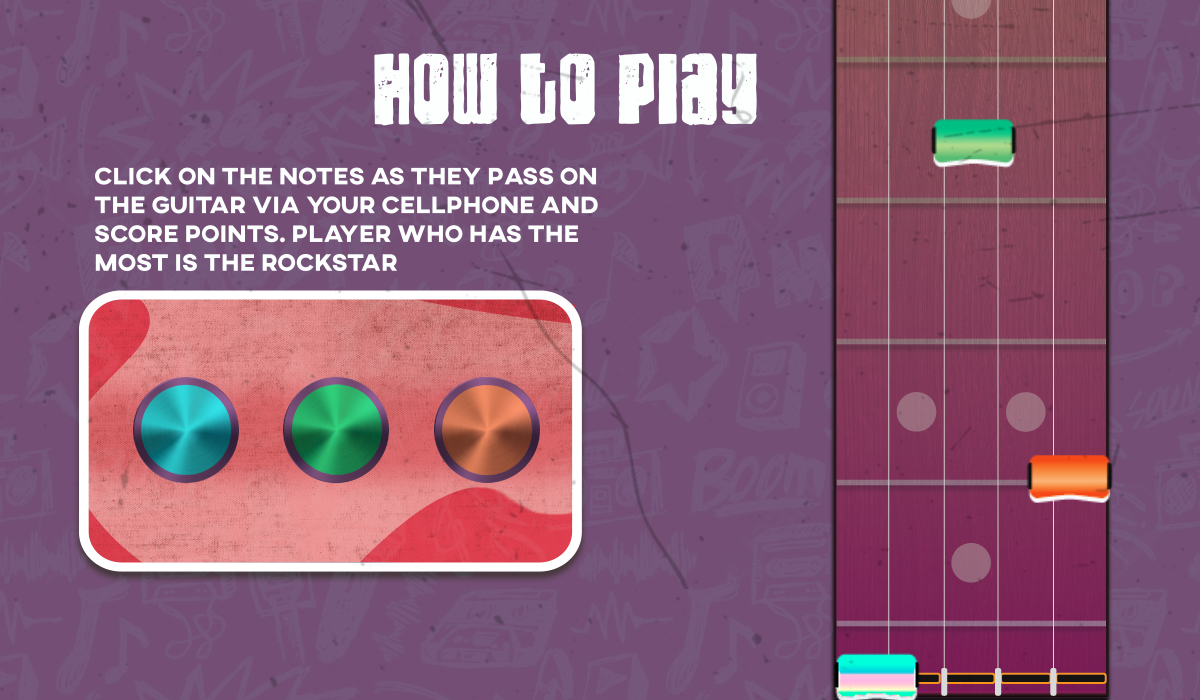 How to Play
CLICK ON THE NOTES AS THEY PASS ON
THE GUITAR VIA YOUR CELLPHONE AND
SCORE POINTS. PLAYER WHO HAS THE
MOST IS THE ROCKSTAR
BOOM